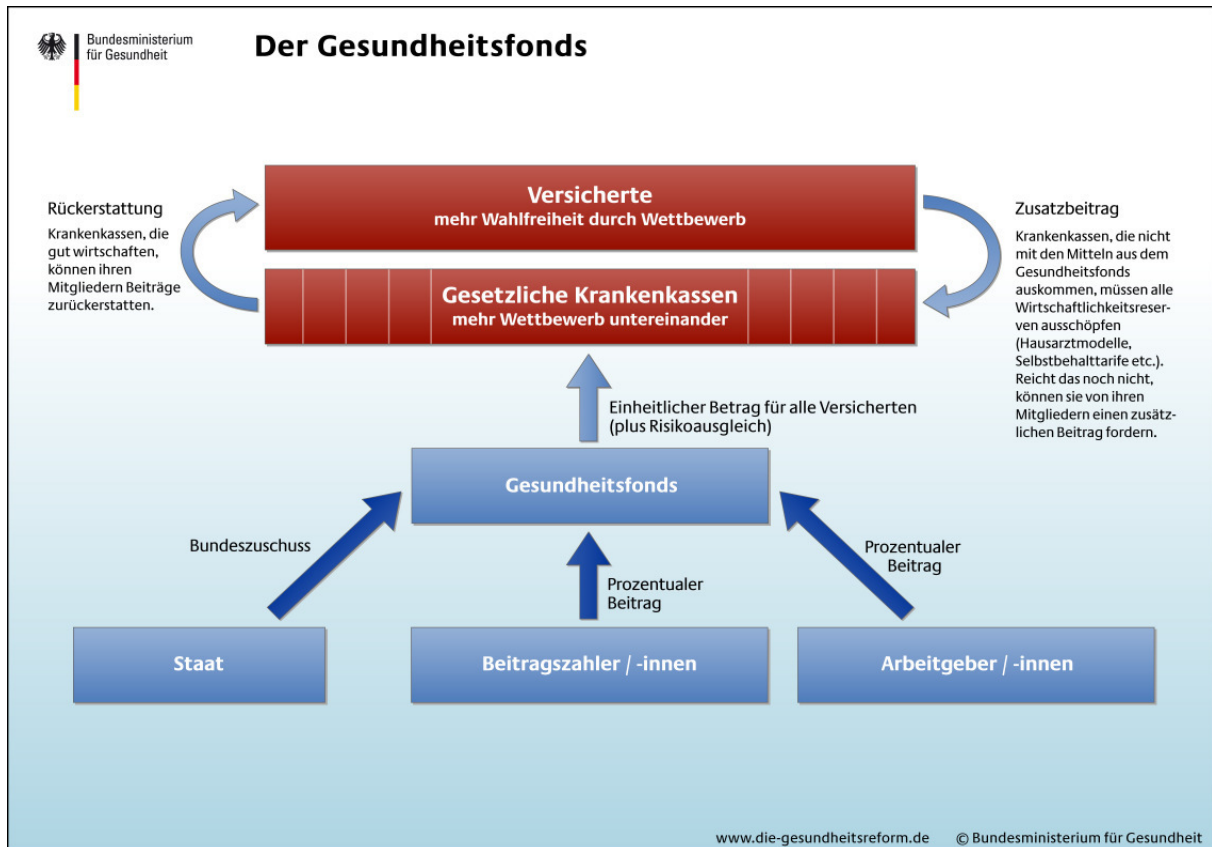 Bundesministerium
für Gesundheit
Der Gesundheitsfonds
Versicherte
mehr Wahlfreiheit durch Wettbewerb
Rückerstattung
Krankenkassen, die
gut wirtschaften,
können ihren
Mitgliedern Beiträge
zurückerstatten.
Zusatzbeitrag
Krankenkassen, die nicht
mit den Mitteln aus dem
Gesundheitsfonds
auskommen, müssen alle
Wirtschaftlichkeitsreser-
ven ausschöpfen
(Hausarztmodelle,
Selbstbehalttarife etc.).
Reicht das noch nicht,
können sie von ihren
Mitgliedern einen zusätz-
lichen Beitrag fordern.
Gesetzliche Krankenkassen
mehr Wettbewerb untereinander
Einheitlicher Betrag für alle Versicherten
(plus Risikoausgleich)
Gesundheitsfonds
Bundeszuschuss
Prozentualer
Beitrag
Prozentualer
Beitrag
Staat
Beitragszahler / -innen
Arbeitgeber / -innen
www.die-gesundheitsreform.de © Bundesministerium für Gesundheit